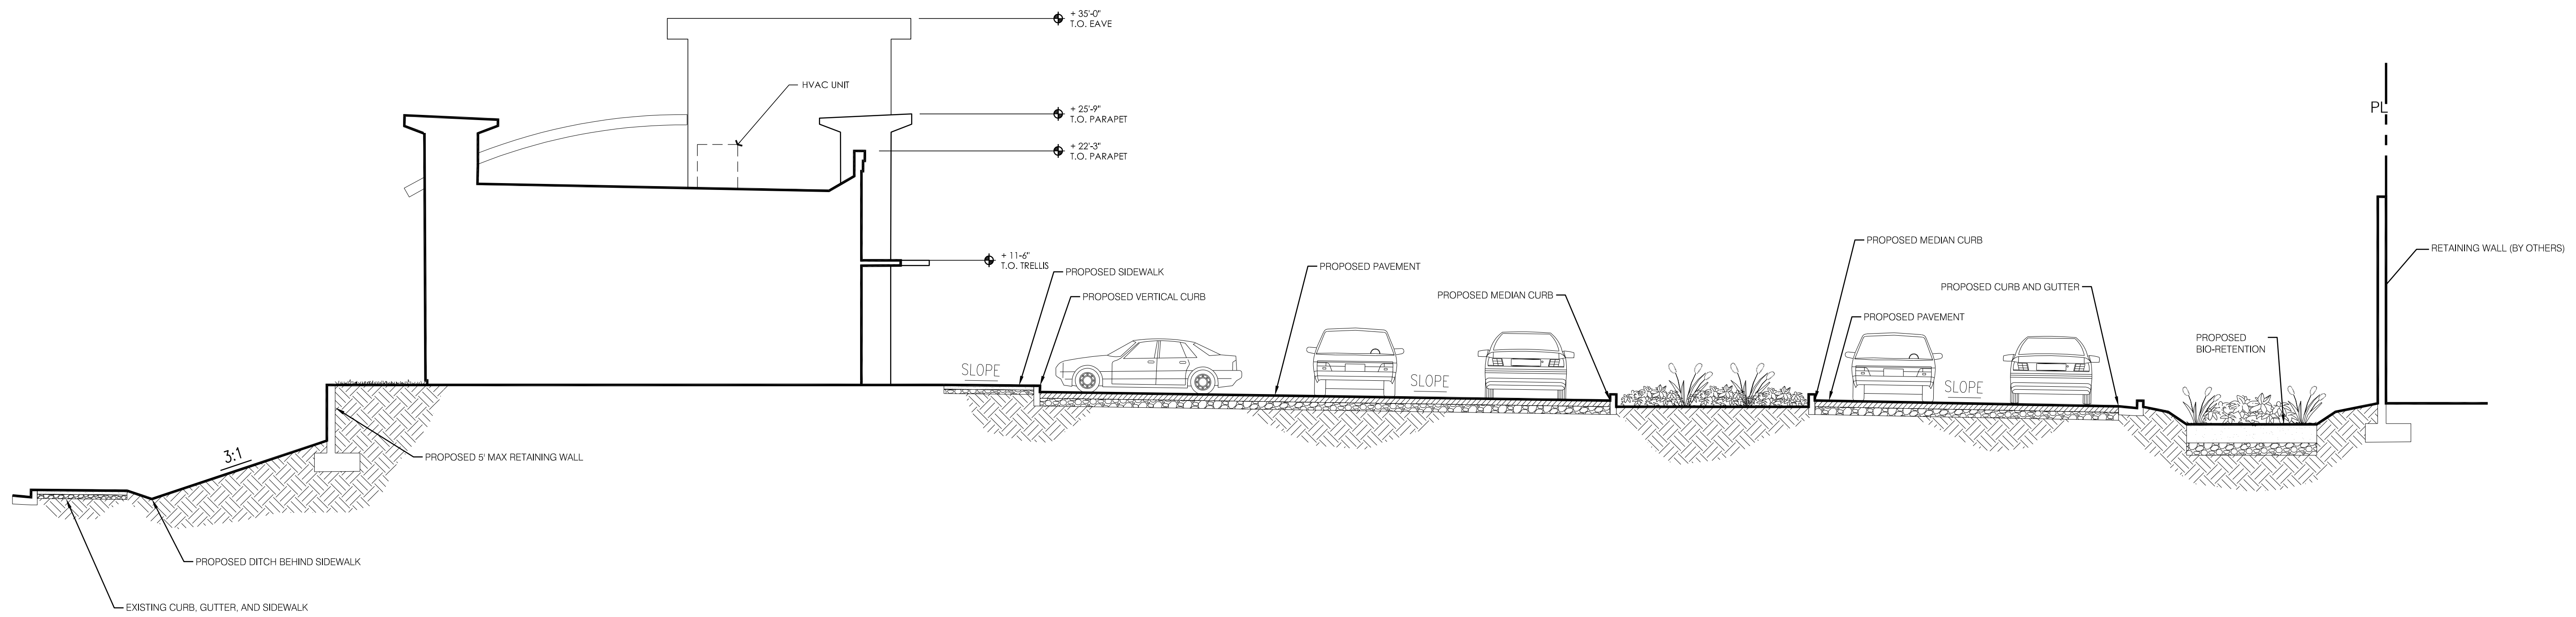 + 35'-0"
T.O. EAVE
HVAC UNIT
+ 25'-9"
T.O. PARAPET
+ 22'-3"
T.O. PARAPET
PL
+ 11-6"
T.O. TRELLIS
PROPOSED SIDEWALK
PROPOSED VERTICAL CURB
PROPOSED PAVEMENT
PROPOSED MEDIAN CURB
PROPOSED MEDIAN CURB
PROPOSED CURB AND GUTTER
PROPOSED PAVEMENT
RETAINING WALL (BY OTHERS)
PROPOSED
BIO-RETENTION
SLOPE
SLOPE
SLOPE
3:1
PROPOSED 5' MAX RETAINING WALL
PROPOSED DITCH BEHIND SIDEWALK
EXISTING CURB, GUTTER, AND SIDEWALK